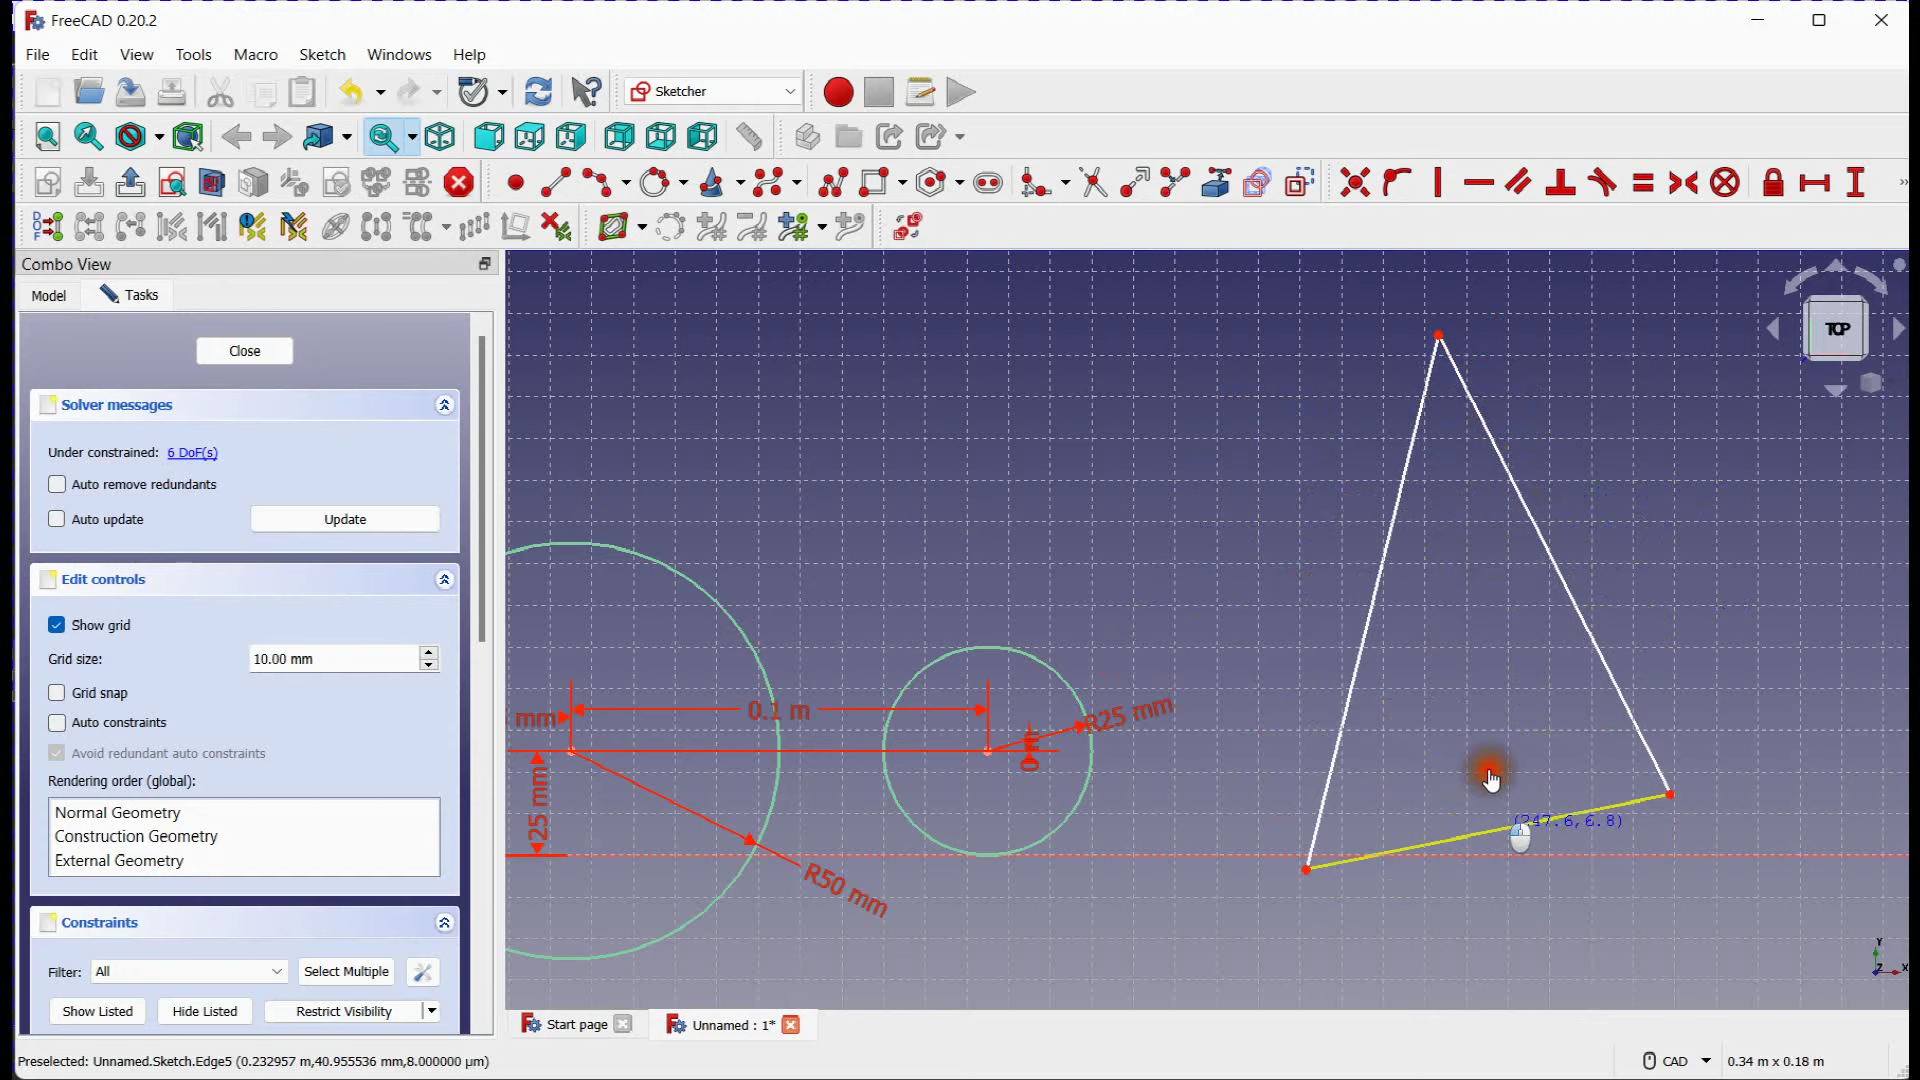 FreeCAD 0.20.2
File Edit View Tools Macro Sketch Windows Help
Sketcher
Combo View
Model Tasks
Close
Solver messages
Under constrained: 6 DoF(s)
Auto remove redundants
Auto update Update
Edit controls
Show grid
Grid size: 10.00 mm
Grid snap
Auto constraints
Avoid redundant auto constraints
Rendering order (global):
Normal Geometry
Construction Geometry
External Geometry
Constraints
Filter: All Select Multiple
Show Listed Hide Listed Restrict Visibility
TOP
mm
0.1 m
R25 mm
25 mm
R50 mm
(247.6,6.8)
Y
Z X
Start page Unnamed : 1*
Preselected: Unnamed.Sketch.Edge5 (0.232957 m,40.955536 mm,8.000000 µm)
CAD 0.34 m x 0.18 m